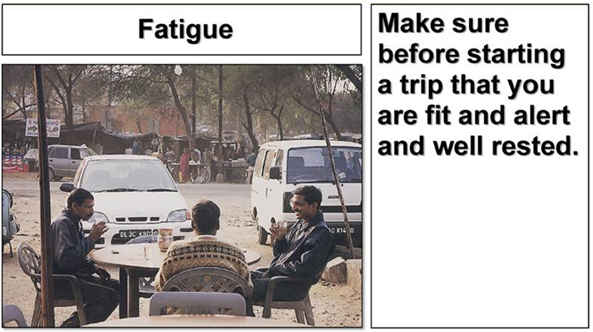 Fatigue
Make sure
before starting
a trip that you
are fit and alert
and well rested.